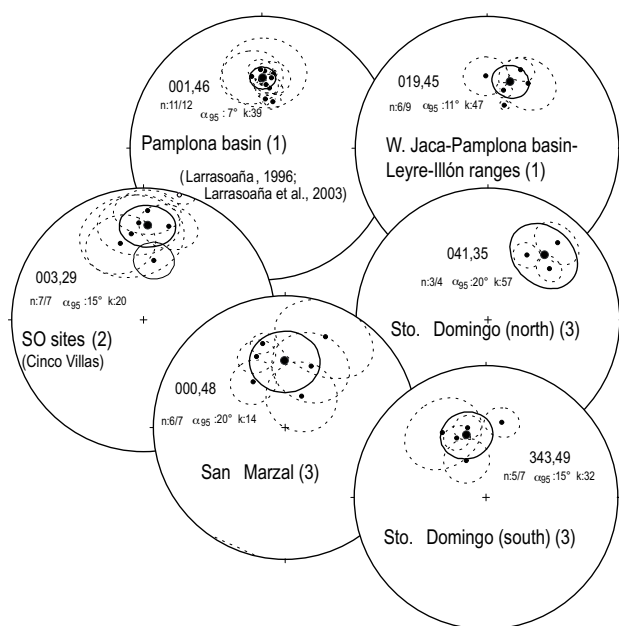 001,46
n:11/12 α95 : 7° k:39
Pamplona basin (1)
(Larrasoaña , 1996;
Larrasoaña et al., 2003)
019,45
n:6/9 α95 : 11° k:47
W. Jaca-Pamplona basin-
Leyre-Illón ranges (1)
003,29
n:7/7 α95 : 15° k:20
SO sites (2)
(Cinco Villas)
041,35
n:3/4 α95 : 20° k:57
Sto. Domingo (north) (3)
000,48
n:6/7 α95 : 20° k:14
San Marzal (3)
343,49
n:5/7 α95 : 15° k:32
Sto. Domingo (south) (3)